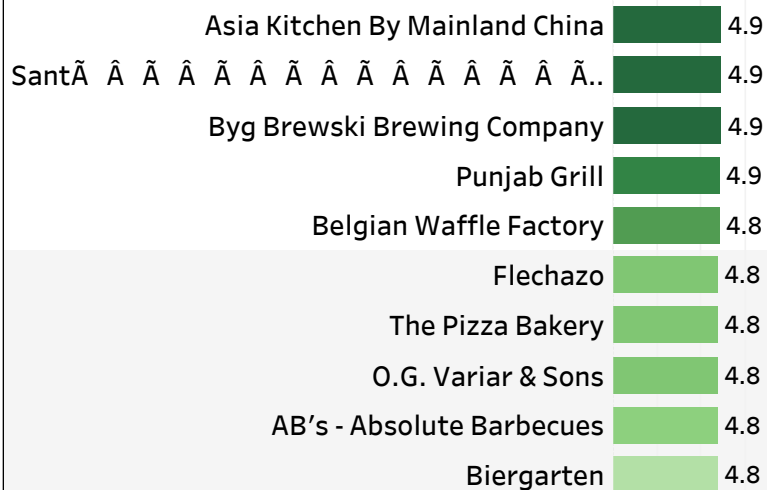 Asia Kitchen By Mainland China 4.9
SantÃ Â Ã Â Ã Â Ã Â Ã Â Ã Â Ã Â Ã.. 4.9
Byg Brewski Brewing Company 4.9
Punjab Grill 4.9
Belgian Waffle Factory 4.8
Flechazo 4.8
The Pizza Bakery 4.8
O.G. Variar & Sons 4.8
AB's - Absolute Barbecues 4.8
Biergarten 4.8